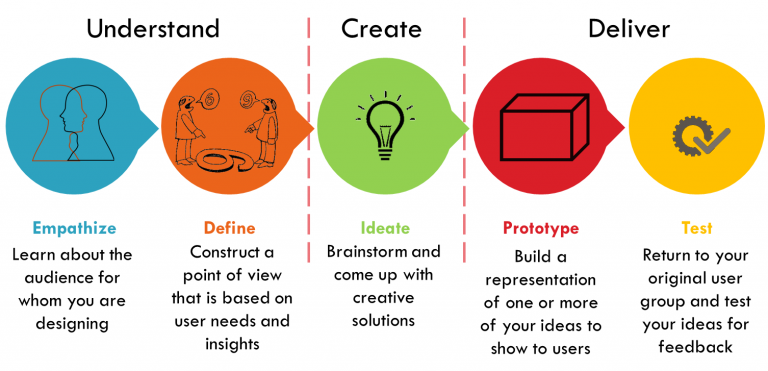 Understand
Create
Deliver
6
9
Empathize
Learn about the
audience for
whom you are
designing
Define
Construct a
point of view
that is based on
user needs and
insights
Ideate
Brainstorm and
come up with
creative
solutions
Prototype
Build a
representation
of one or more
of your ideas to
show to users
Test
Return to your
original user
group and test
your ideas for
feedback